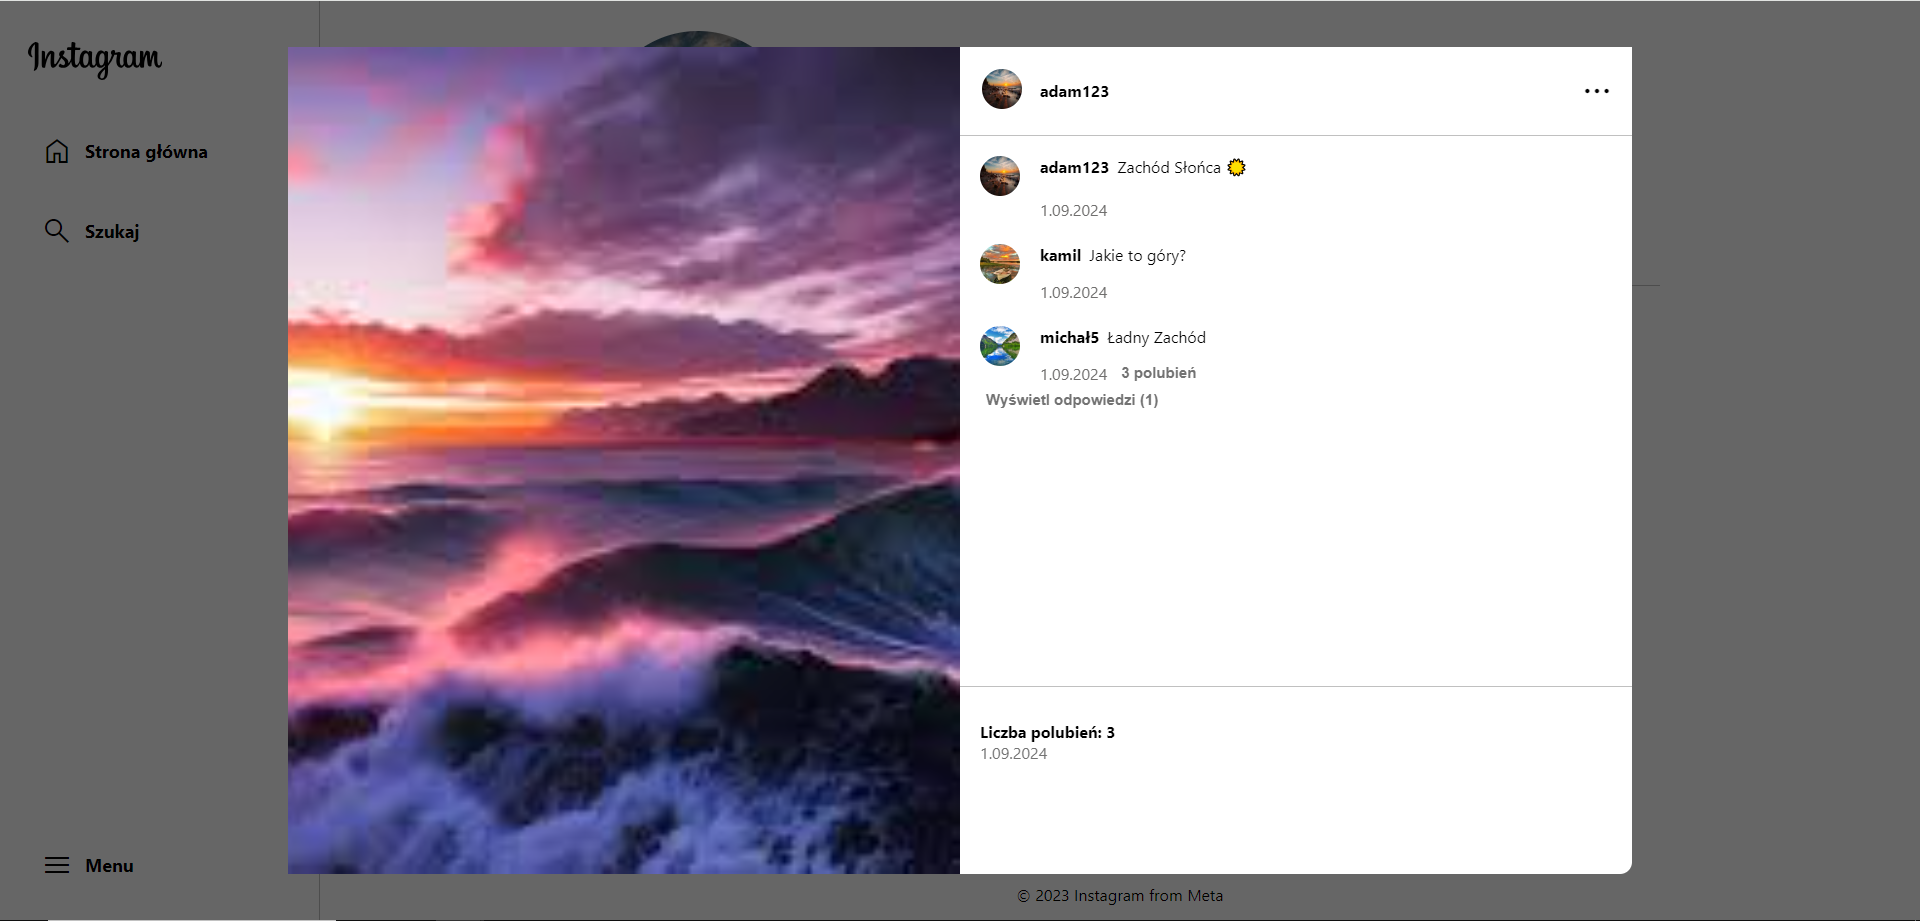 Instagram
Strona główna
Szukaj
Menu
adam123
adam123 Zachód Słońca
1.09.2024
kamil Jakie to góry?
1.09.2024
michał5 Ładny Zachód
1.09.2024 3 polubień
Wyświetl odpowiedzi (1)
Liczba polubień: 3
1.09.2024
© 2023 Instagram from Meta